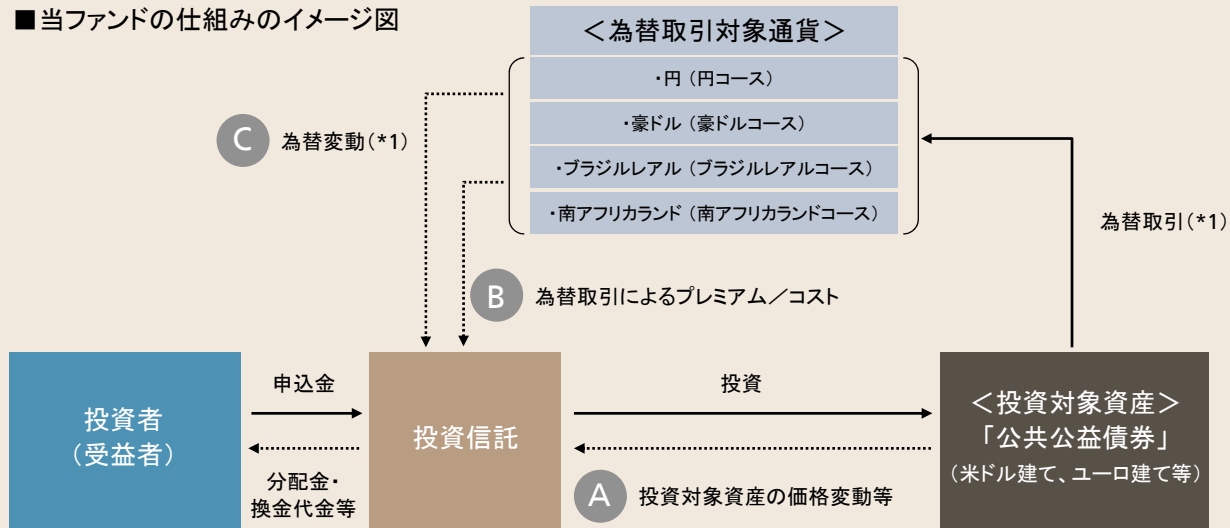 ■当ファンドの仕組みのイメージ図
＜為替取引対象通貨＞
・円（円コース）
・豪ドル（豪ドルコース）
・ブラジルレアル（ブラジルレアルコース）
・南アフリカランド（南アフリカランドコース）
C 為替変動(*1)
為替取引(*1)
B 為替取引によるプレミアム／コスト
投資者
（受益者）
申込金
分配金・
換金代金等
投資信託
投資
A 投資対象資産の価格変動等
＜投資対象資産＞
「公共公益債券」
（米ドル建て、ユーロ建て等）